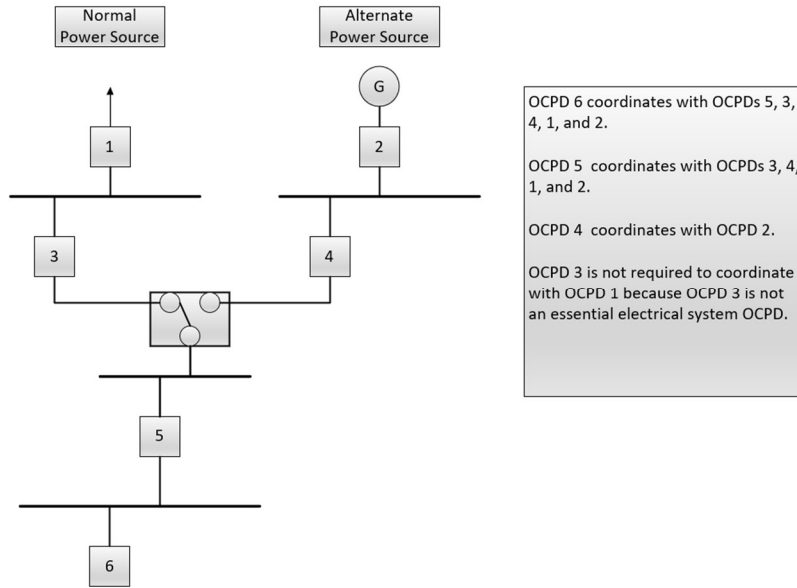 Normal
Power Source
Alternate
Power Source
G
1
2
3
4
5
6
OCPD 6 coordinates with OCPDs 5, 3,
4, 1, and 2.
OCPD 5 coordinates with OCPDs 3, 4,
1, and 2.
OCPD 4 coordinates with OCPD 2.
OCPD 3 is not required to coordinate
with OCPD 1 because OCPD 3 is not
an essential electrical system OCPD.